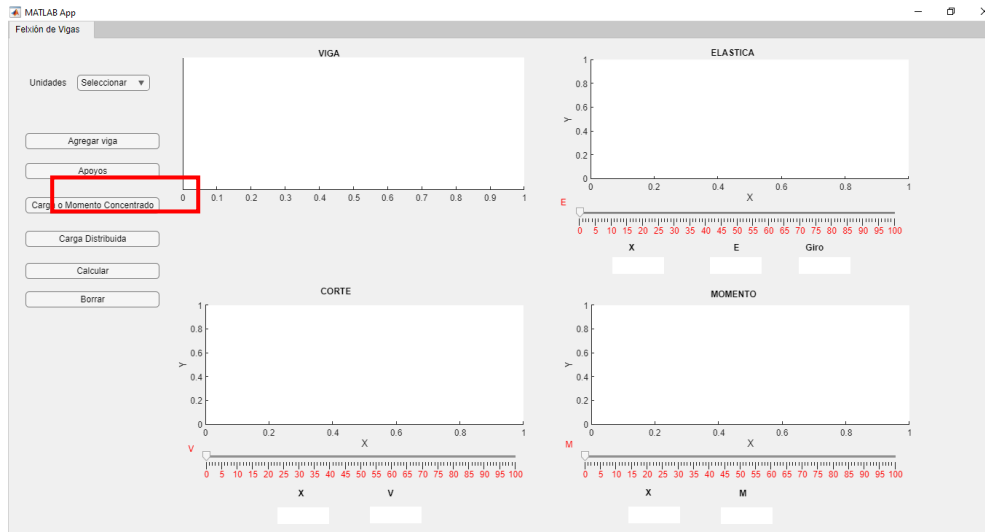 MATLAB App
Felxión de Vigas
Unidades Seleccionar
Agregar viga
Apoyos
Carga o Momento Concentrado
Carga Distribuida
Calcular
Borrar
VIGA
0 0.1 0.2 0.3 0.4 0.5 0.6 0.7 0.8 0.9 1
ELASTICA
1
0.8
0.6
Y
0.4
0.2
0
0 0.2 0.4 0.6 0.8 1
X
E
0 5 10 15 20 25 30 35 40 45 50 55 60 65 70 75 80 85 90 95 100
X E Giro
CORTE
1
0.8
0.6
Y
0.4
0.2
0
0 0.2 0.4 0.6 0.8 1
X
V
0 5 10 15 20 25 30 35 40 45 50 55 60 65 70 75 80 85 90 95 100
X V
MOMENTO
1
0.8
0.6
Y
0.4
0.2
0
0 0.2 0.4 0.6 0.8 1
X
M
0 5 10 15 20 25 30 35 40 45 50 55 60 65 70 75 80 85 90 95 100
X M